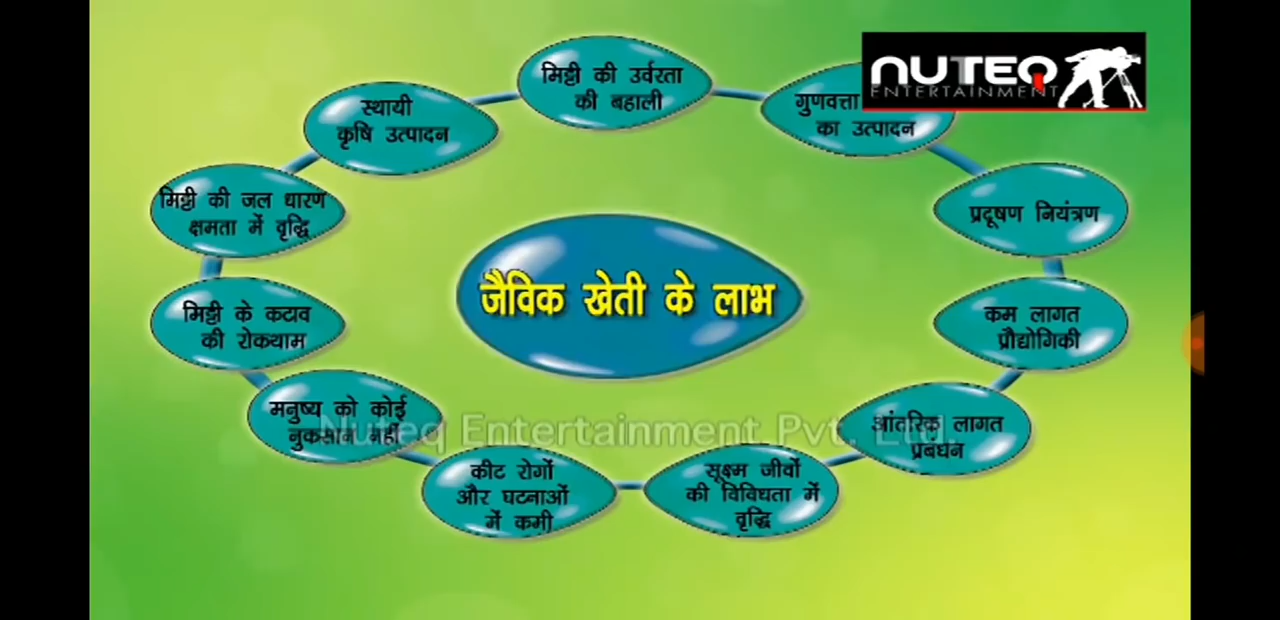 मिट्टी की उर्वरता
की बहाली
NUTEQ
ENTERTAINMENT
गुणवत्ता
का उत्पादन
प्रदूषण नियंत्रण
कम लागत
प्रौद्योगिकी
आंतरिक लागत
प्रबंधन
सूक्ष्म जीवों
की विविधता में
वृद्धि
कीट रोगों
और घटनाओं
में कमी
मनुष्य को कोई
नुकसान नहीं
मिट्टी के कटाव
की रोकथाम
मिट्टी की जल धारण
क्षमता में वृद्धि
स्थायी
कृषि उत्पादन
जैविक खेती के लाभ
Nuteq Entertainment Pvt. Ltd.